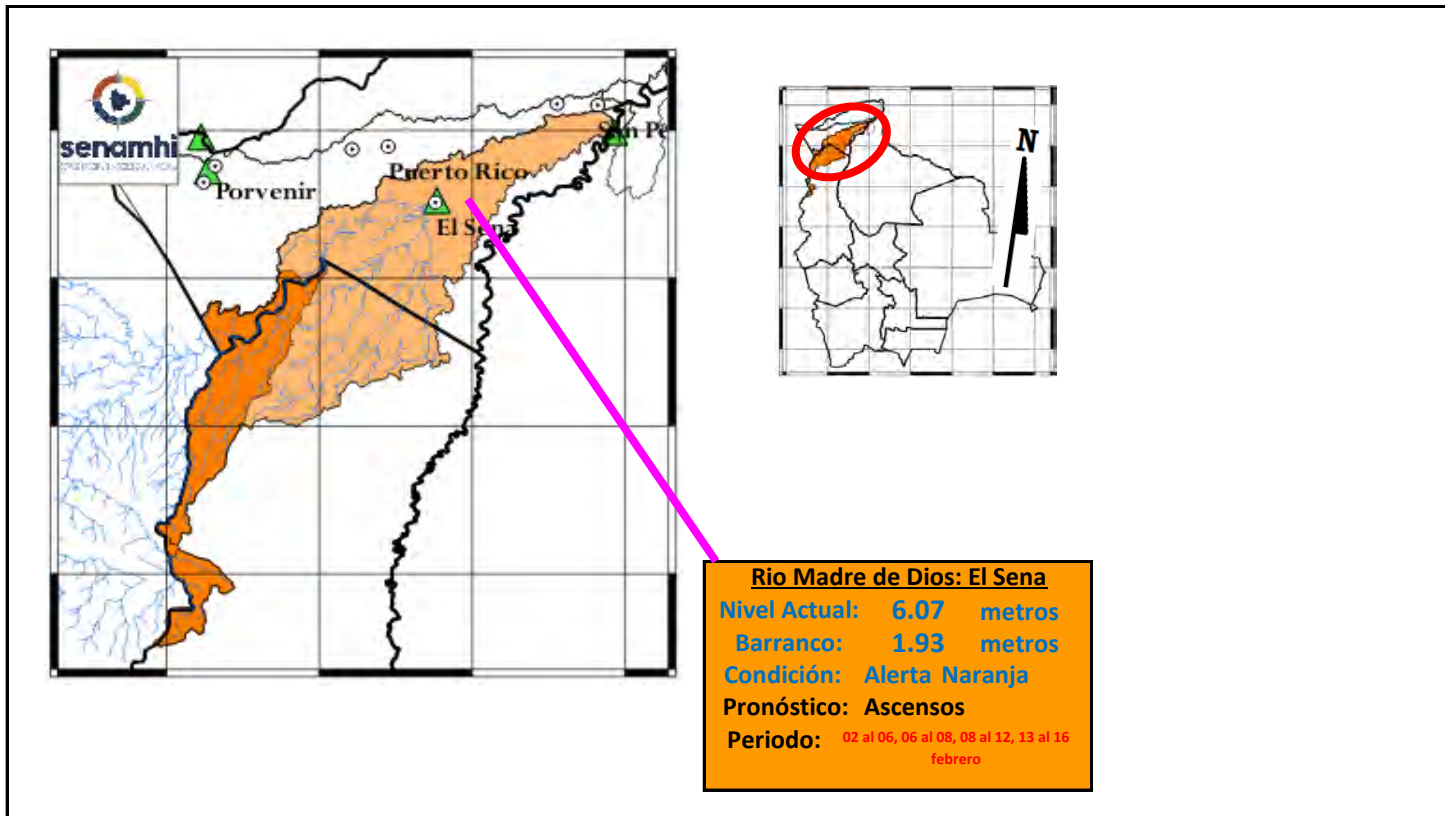 senamhi
San Pe
Puerto Rico
Porvenir
El Sena
N
Rio Madre de Dios: El Sena
Nivel Actual: 6.07 metros
Barranco: 1.93 metros
Condición: Alerta Naranja
Pronóstico: Ascensos
Periodo: 02 al 06, 06 al 08, 08 al 12, 13 al 16
febrero